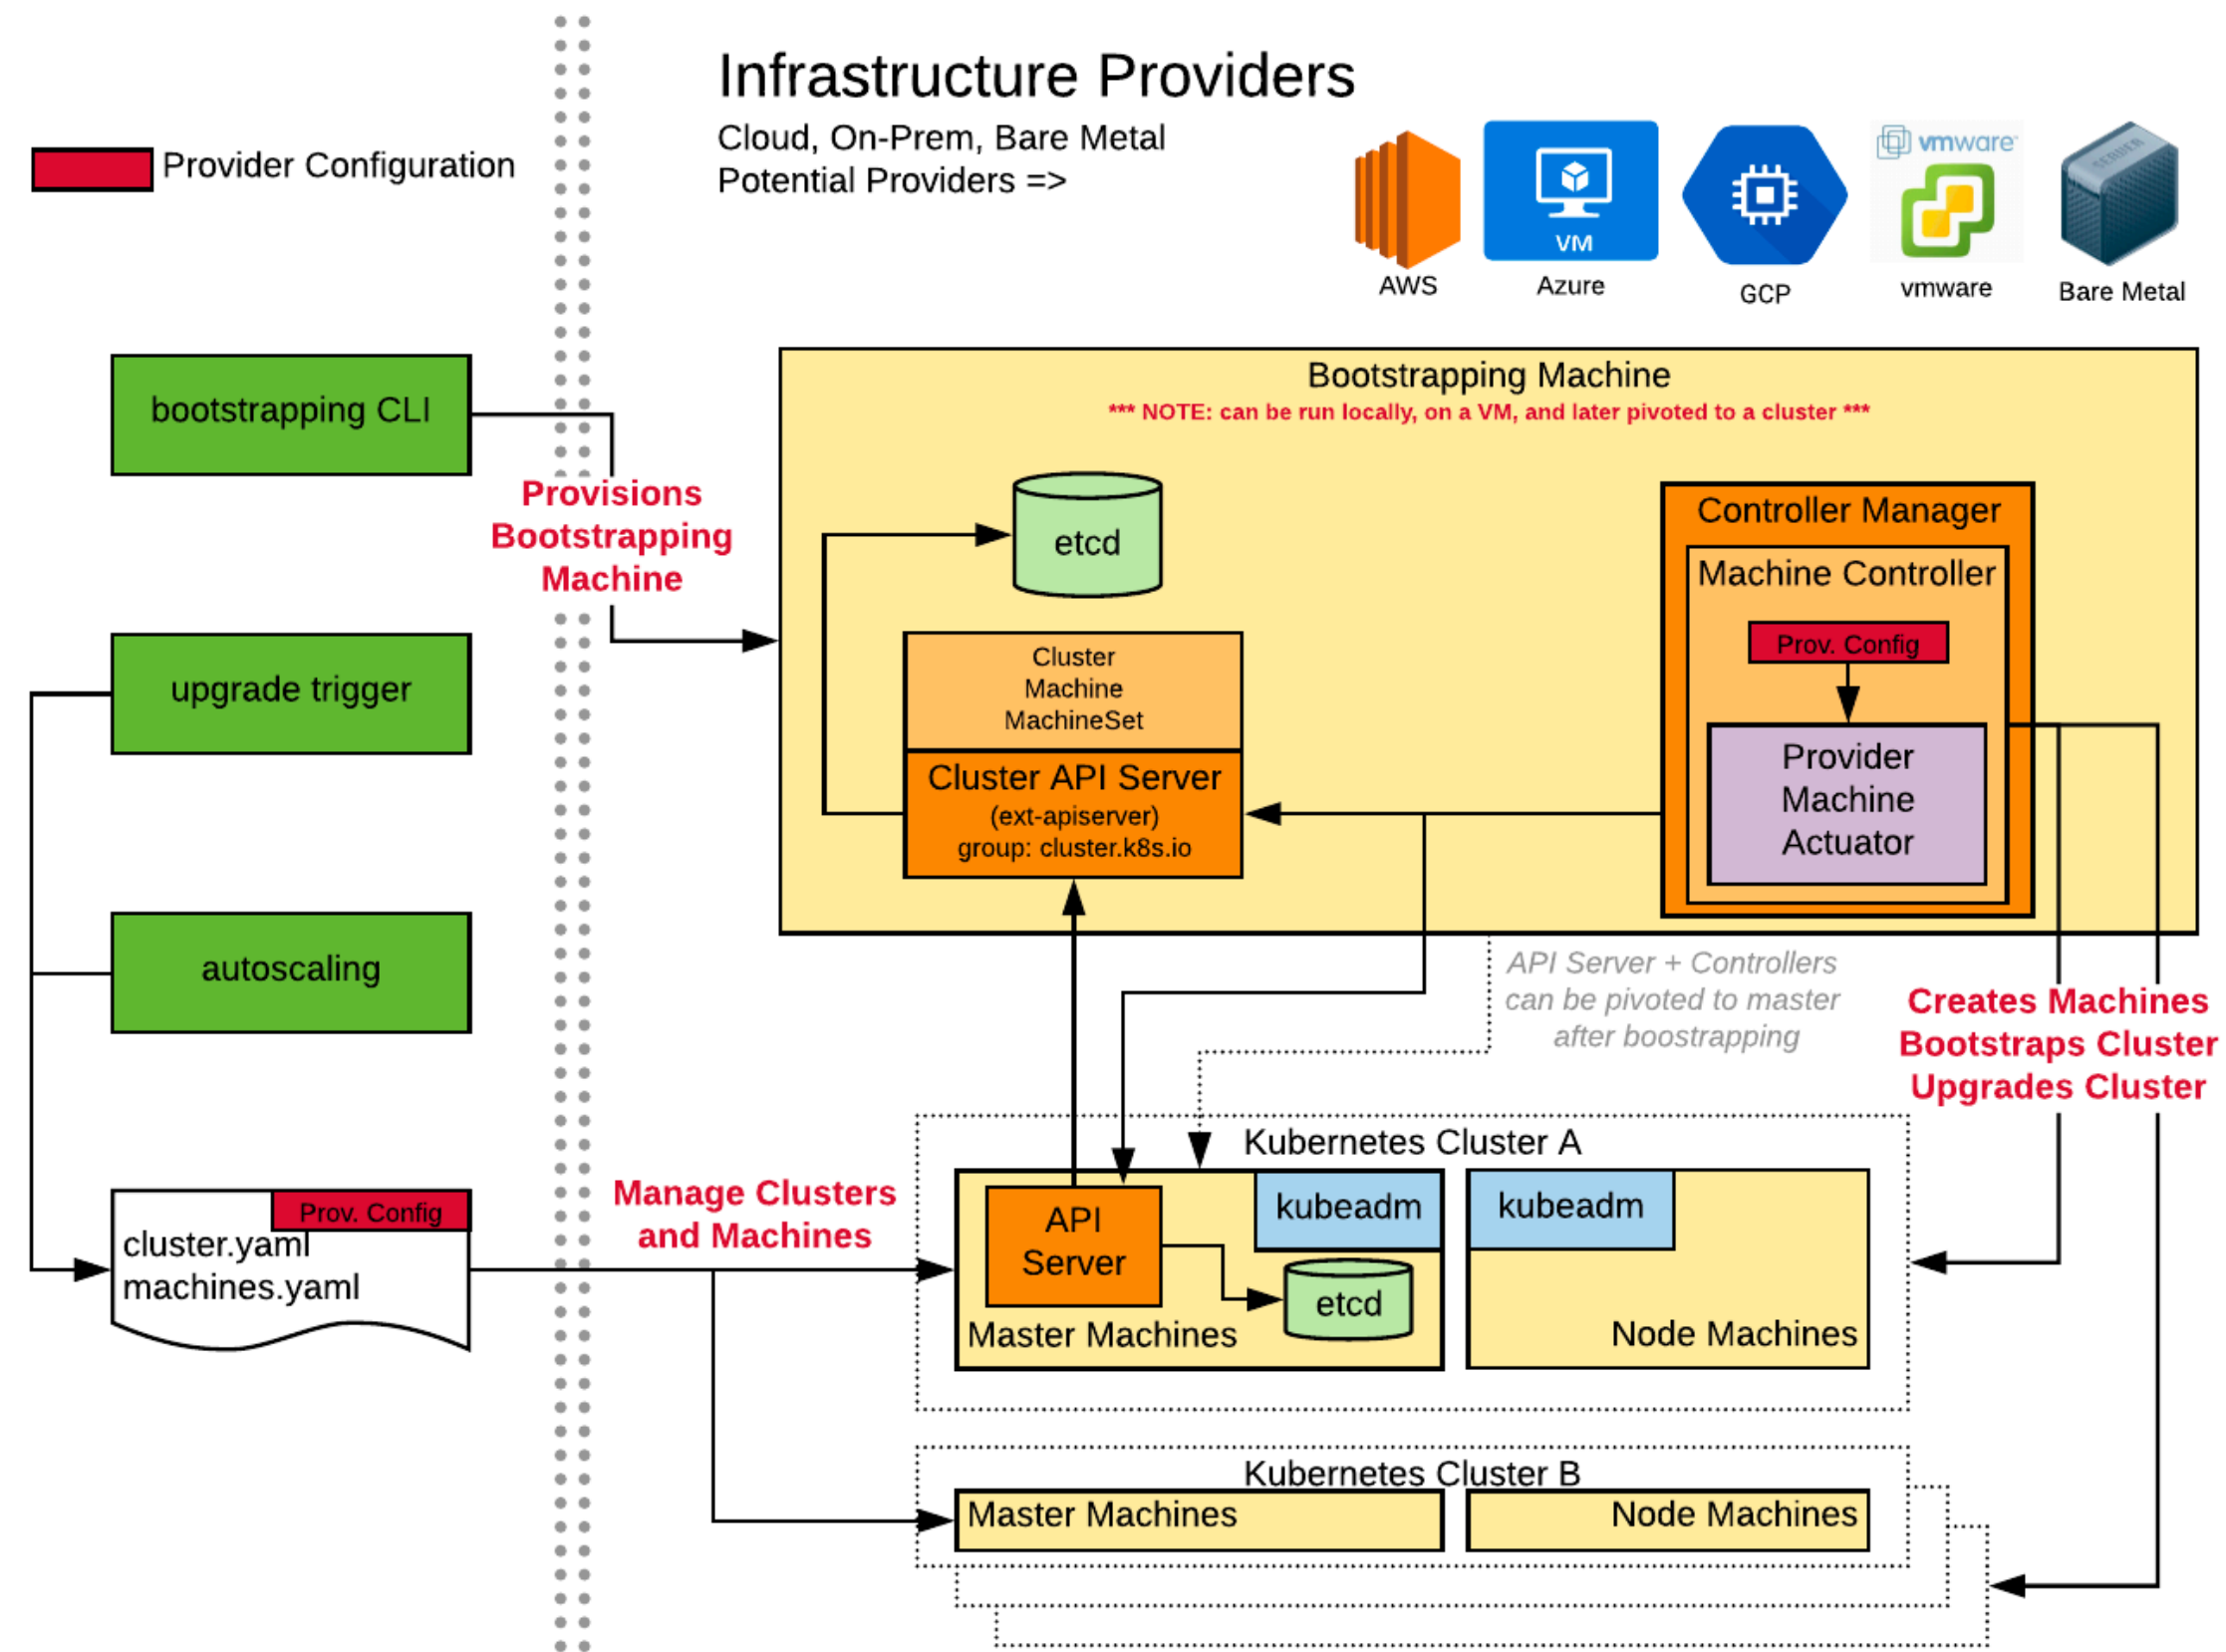 Infrastructure Providers
Cloud, On-Prem, Bare Metal
Potential Providers =>
Provider Configuration
SERVER
vmware
VM
AWS
Azure
GCP
vmware
Bare Metal
bootstrapping CLI
upgrade trigger
autoscaling
Prov. Config
cluster.yaml
machines.yaml
Provisions
Bootstrapping
Machine
Bootstrapping Machine
*** NOTE: can be run locally, on a VM, and later pivoted to a cluster ***
etcd
Cluster
Machine
MachineSet
Cluster API Server
(ext-apiserver)
group: cluster.k8s.io
Controller Manager
Machine Controller
Prov. Config
Provider
Machine
Actuator
API Server + Controllers
can be pivoted to master
after boostrapping
Creates Machines
Bootstraps Cluster
Upgrades Cluster
Manage Clusters
and Machines
Kubernetes Cluster A
API
Server
kubeadm
etcd
Master Machines
kubeadm
Node Machines
Kubernetes Cluster B
Master Machines
Node Machines